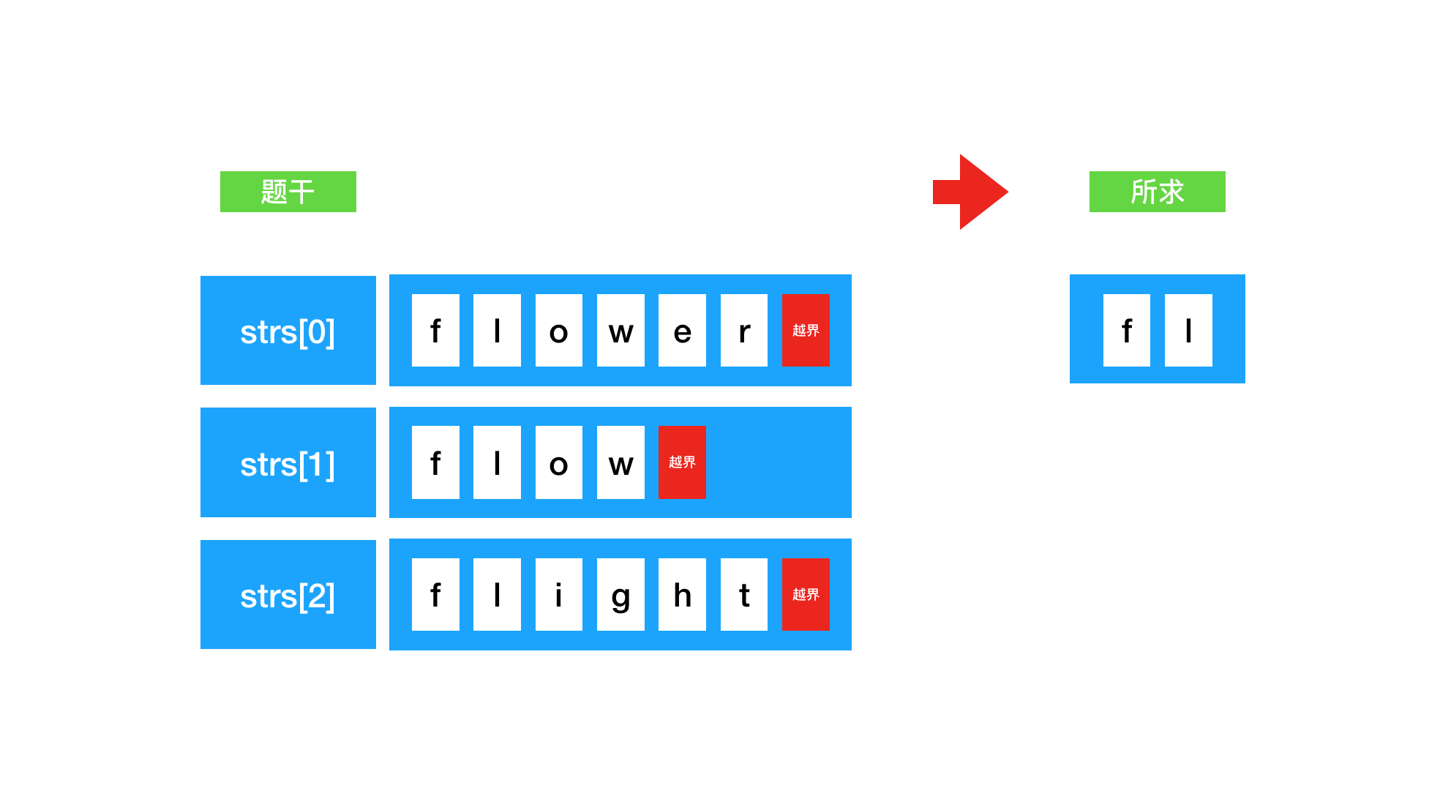 题干
所求
strs[0]
f l o w e r 越界
f l
strs[1]
f l o w 越界
strs[2]
f l i g h t 越界